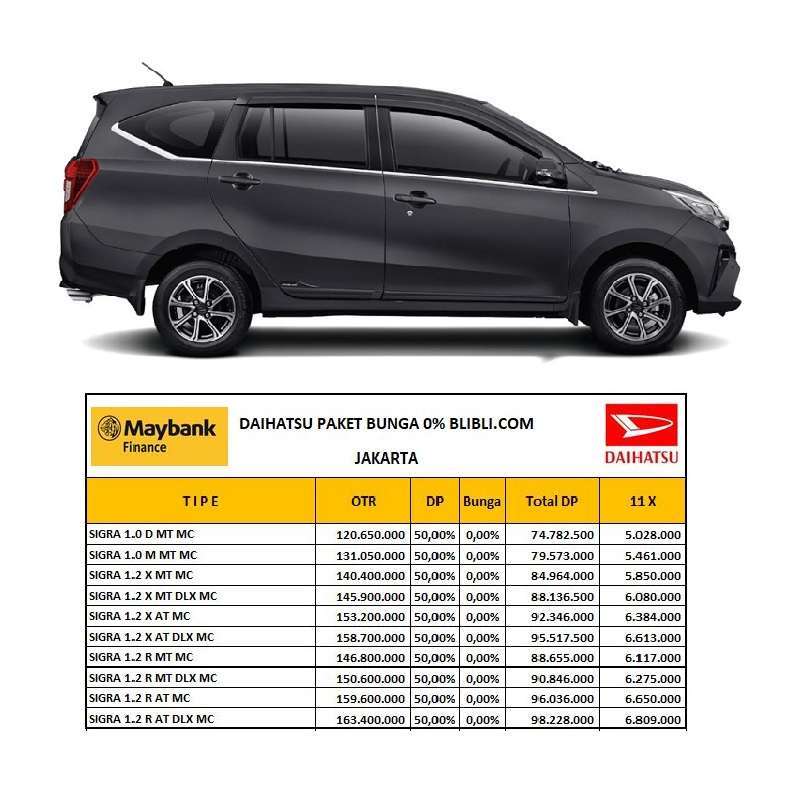 Maybank
Finance
DAIHATSU PAKET BUNGA 0% BLIBLI.COM
JAKARTA
DAIHATSU
TIPE OTR DP Bunga Total DP 11 X
SIGRA 1.0 D MT MC 120.650.000 50,00% 0,00% 74.782.500 5.028.000
SIGRA 1.0 M MT MC 131.050.000 50,00% 0,00% 79.573.000 5.461.000
SIGRA 1.2 X MT MC 140.400.000 50,00% 0,00% 84.964.000 5.850.000
SIGRA 1.2 X MT DLX MC 145.900.000 50,00% 0,00% 88.136.500 6.080.000
SIGRA 1.2 X AT MC 153.200.000 50,00% 0,00% 92.346.000 6.384.000
SIGRA 1.2 X AT DLX MC 158.700.000 50,00% 0,00% 95.517.500 6.613.000
SIGRA 1.2 R MT MC 146.800.000 50,00% 0,00% 88.655.000 6.117.000
SIGRA 1.2 R MT DLX MC 150.600.000 50,00% 0,00% 90.846.000 6.275.000
SIGRA 1.2 R AT MC 159.600.000 50,00% 0,00% 96.036.000 6.650.000
SIGRA 1.2 R AT DLX MC 163.400.000 50,00% 0,00% 98.228.000 6.809.000